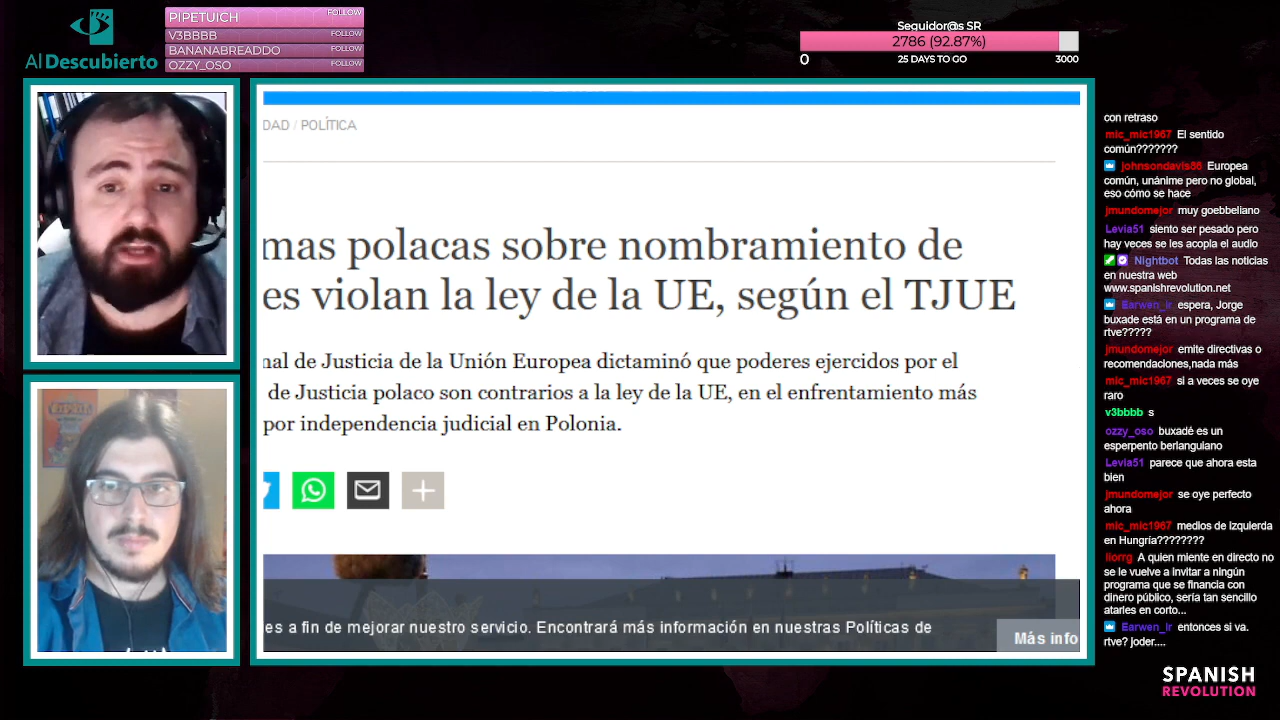 Al Descubierto
PIPETUICH FOLLOW
V3BBBB FOLLOW
BANANABREADDO FOLLOW
OZZY_OSO FOLLOW
Seguidor@s SR
2786 (92.87%)
0 25 DAYS TO GO 3000
DAD / POLÍTICA
mas polacas sobre nombramiento de
es violan la ley de la UE, según el TJUE
nal de Justicia de la Unión Europea dictaminó que poderes ejercidos por el
de Justicia polaco son contrarios a la ley de la UE, en el enfrentamiento más
por independencia judicial en Polonia.
es a fin de mejorar nuestro servicio. Encontrará más información en nuestras Políticas de
Más info
con retraso
mic_mic1967 El sentido
común???????
johnsondavis86 Europea
común, unánime pero no global,
eso cómo se hace
jmundomejor muy goebbeliano
Levia51 siento ser pesado pero
hay veces se les acopla el audio
Nightbot Todas las noticias
en nuestra web
www.spanishrevolution.net
Earwen_lr espera, Jorge
buxade está en un programa de
rtve?????
jmundomejor emite directivas o
recomendaciones,nada más
mic_mic1967 si a veces se oye
raro
v3bbbb s
ozzy_oso buxadé es un
esperpento berlanguiano
Levia51 parece que ahora esta
bien
jmundomejor se oye perfecto
ahora
mic_mic1967 medios de izquierda
en Hungría????????
liorrg A quien miente en directo no
se le vuelve a invitar a ningún
programa que se financia con
dinero público, sería tan sencillo
atarles en corto...
Earwen_lr entonces si va.
rtve? joder....
SPANISH
REVOLUTION